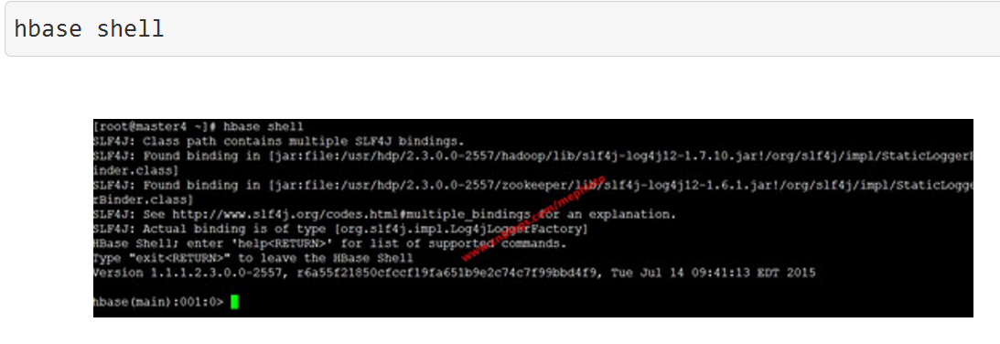 hbase shell
[root@master4 ~]# hbase shell
SLF4J: Class path contains multiple SLF4J bindings.
SLF4J: Found binding in [jar:file:/usr/hdp/2.3.0.0-2557/hadoop/lib/slf4j-log4j12-1.7.10.jar!/org/slf4j/impl/StaticLoggerB
inder.class]
SLF4J: Found binding in [jar:file:/usr/hdp/2.3.0.0-2557/zookeeper/lib/slf4j-log4j12-1.6.1.jar!/org/slf4j/impl/StaticLogge
rBinder.class]
SLF4J: See http://www.slf4j.org/codes.html#multiple_bindings for an explanation.
SLF4J: Actual binding is of type [org.slf4j.impl.Log4jLoggerFactory]
HBase Shell; enter 'help<RETURN>' for list of supported commands.
Type "exit<RETURN>" to leave the HBase Shell
Version 1.1.1.2.3.0.0-2557, r6a55f21850cfccf19fa651b9e2c74c7f99bbd4f9, Tue Jul 14 09:41:13 EDT 2015
hbase(main):001:0>